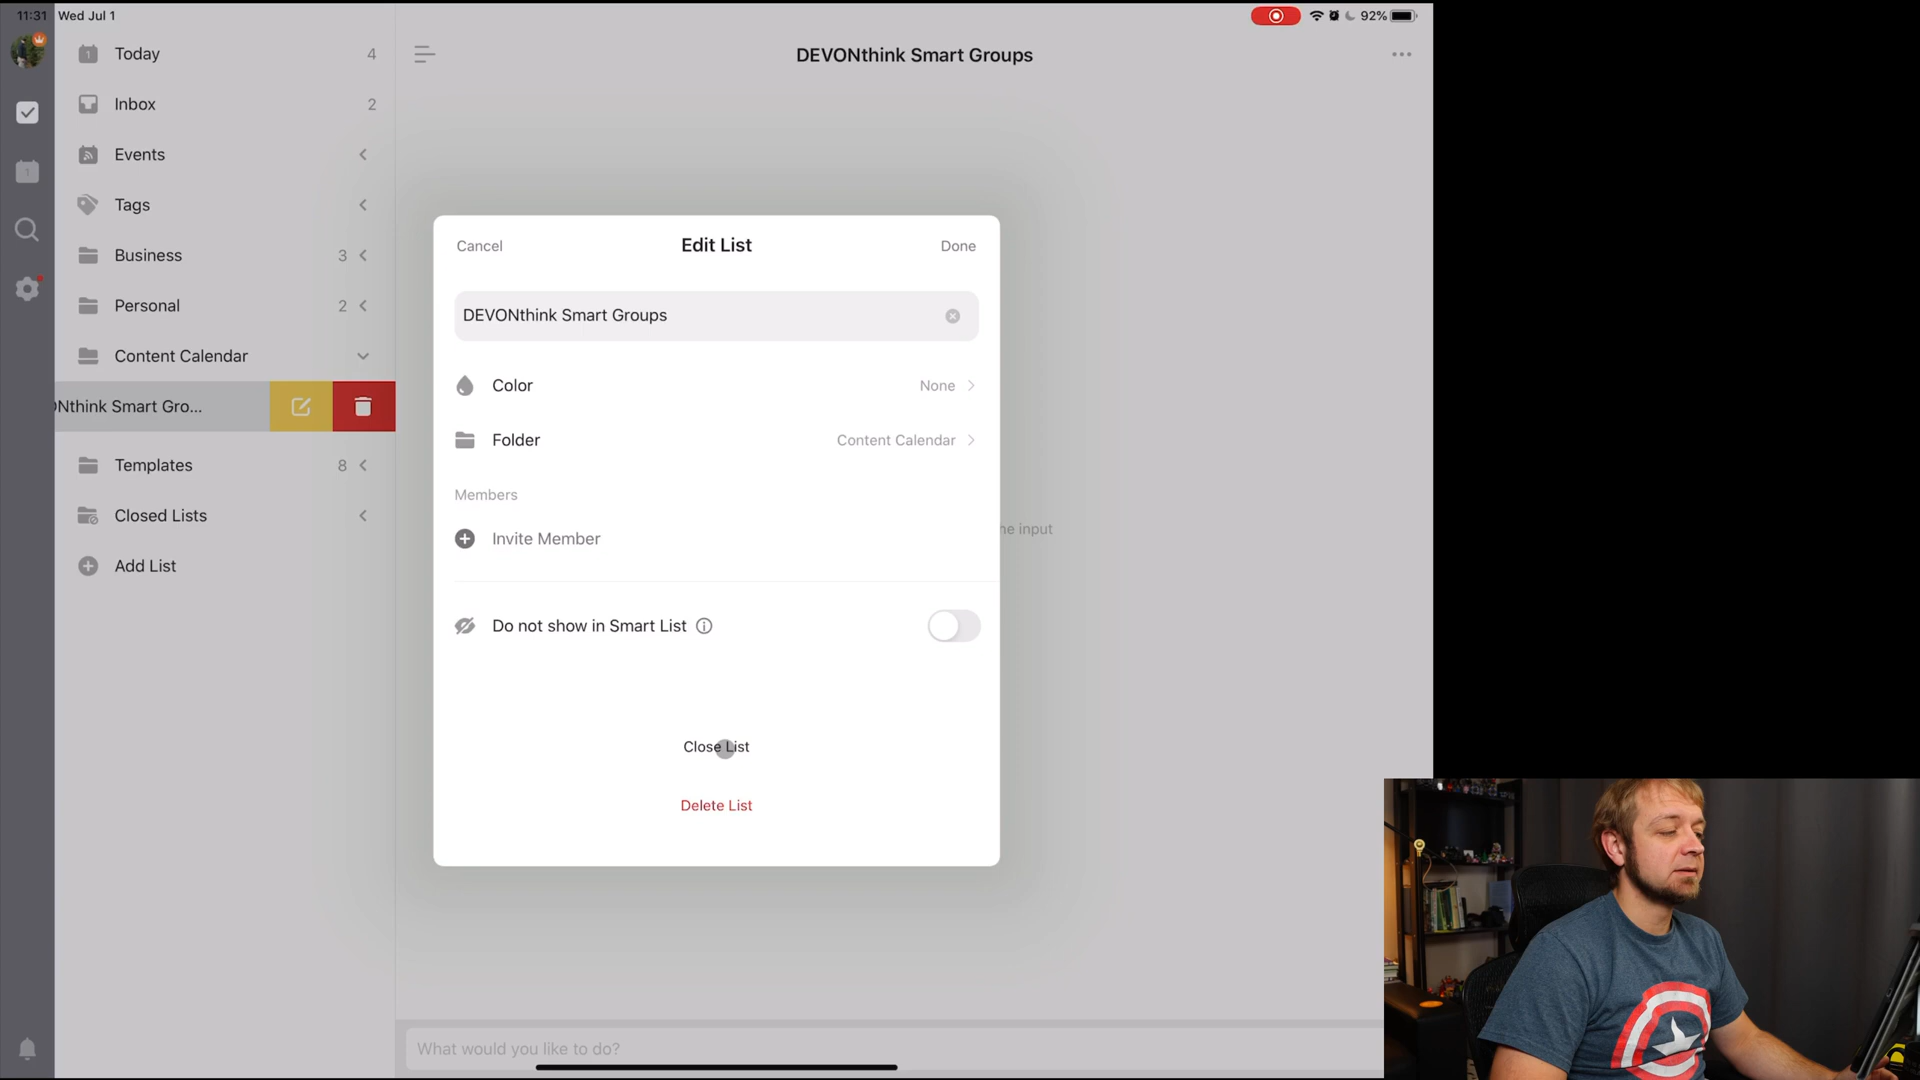 11:31 Wed Jul 1
92%
Today 4
Inbox 2
Events
Tags
Business 3
Personal 2
Content Calendar
Nthink Smart Gro...
Templates 8
Closed Lists
Add List
DEVONthink Smart Groups
Cancel
Edit List
Done
DEVONthink Smart Groups
Color None
Folder Content Calendar
Members
Invite Member
Do not show in Smart List
Close List
Delete List
he input
What would you like to do?